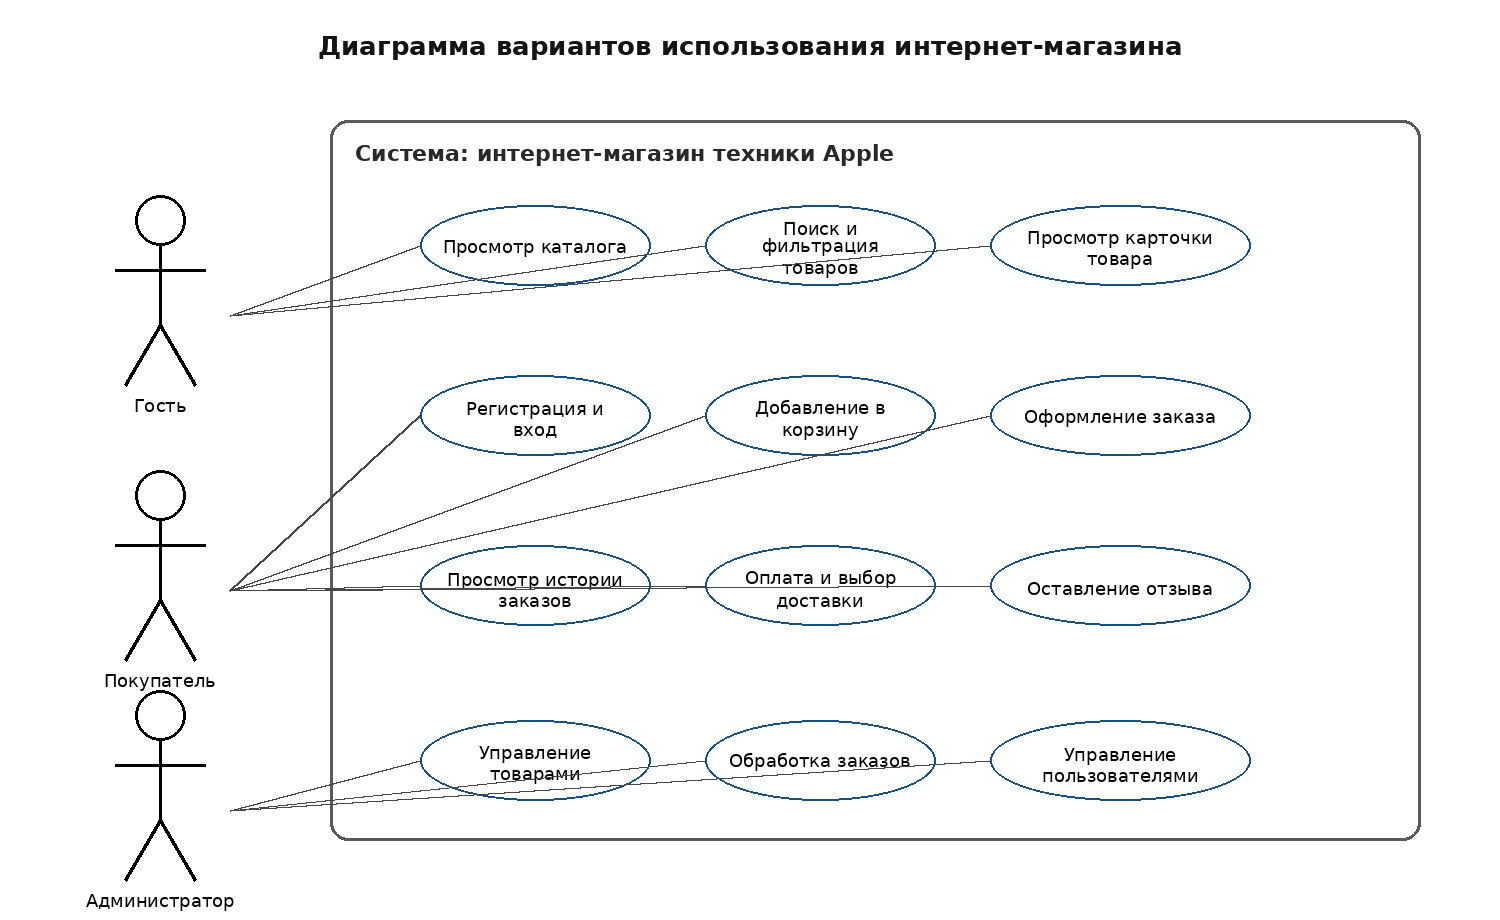 Диаграмма вариантов использования интернет-магазина
Система: интернет-магазин техники Apple
Просмотр каталога
Поиск и
фильтрация
товаров
Просмотр карточки
товара
Гость
Регистрация и
вход
Добавление в
корзину
Оформление заказа
Просмотр истории
заказов
Оплата и выбор
доставки
Оставление отзыва
Покупатель
Управление
товарами
Обработка заказов
Управление
пользователями
Администратор